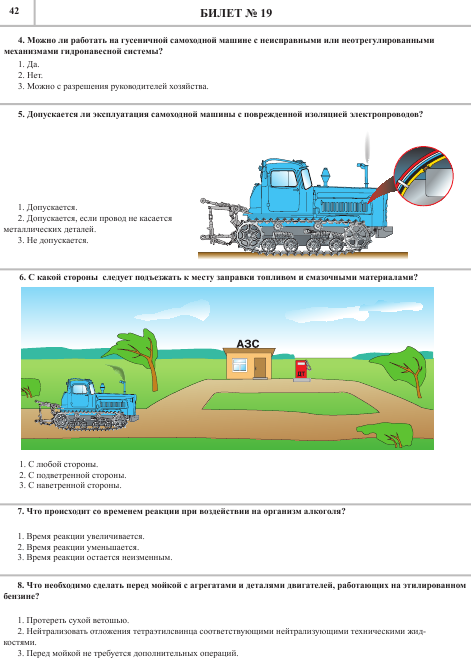 42
БИЛЕТ № 19
4. Можно ли работать на гусеничной самоходной машине с неисправными или неотрегулированными
механизмами гидронавесной системы?
1. Да.
2. Нет.
3. Можно с разрешения руководителей хозяйства.
5. Допускается ли эксплуатация самоходной машины с поврежденной изоляцией электропроводов?
1. Допускается.
2. Допускается, если провод не касается
металлических деталей.
3. Не допускается.
6. С какой стороны следует подъезжать к месту заправки топливом и смазочными материалами?
АЗС
ДТ
1. С любой стороны.
2. С подветренной стороны.
3. С наветренной стороны.
7. Что происходит со временем реакции при воздействии на организм алкоголя?
1. Время реакции увеличивается.
2. Время реакции уменьшается.
3. Время реакции остается неизменным.
8. Что необходимо сделать перед мойкой с агрегатами и деталями двигателей, работающих на этилированном
бензине?
1. Протереть сухой ветошью.
2. Нейтрализовать отложения тетраэтилсвинца соответствующими нейтрализующими техническими жид-
костями.
3. Перед мойкой не требуется дополнительных операций.